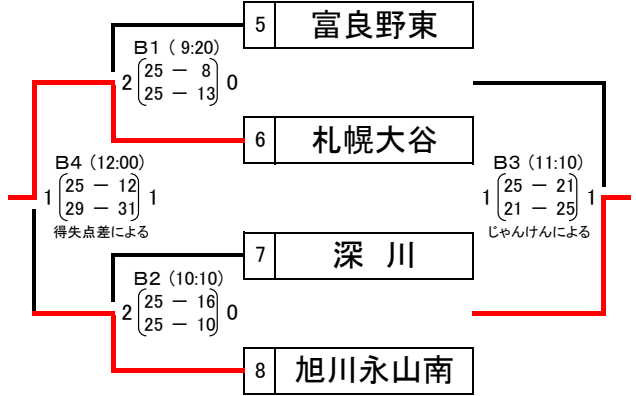 5 富良野東
B1 ( 9:20)
2 25 － 8 0
25 － 13
6 札幌大谷
B4 (12:00)
1 25 － 12 1
29 － 31
得失点差による
B3 (11:10)
1 25 － 21 1
21 － 25
じゃんけんによる
7 深 川
B2 (10:10)
2 25 － 16 0
25 － 10
8 旭川永山南